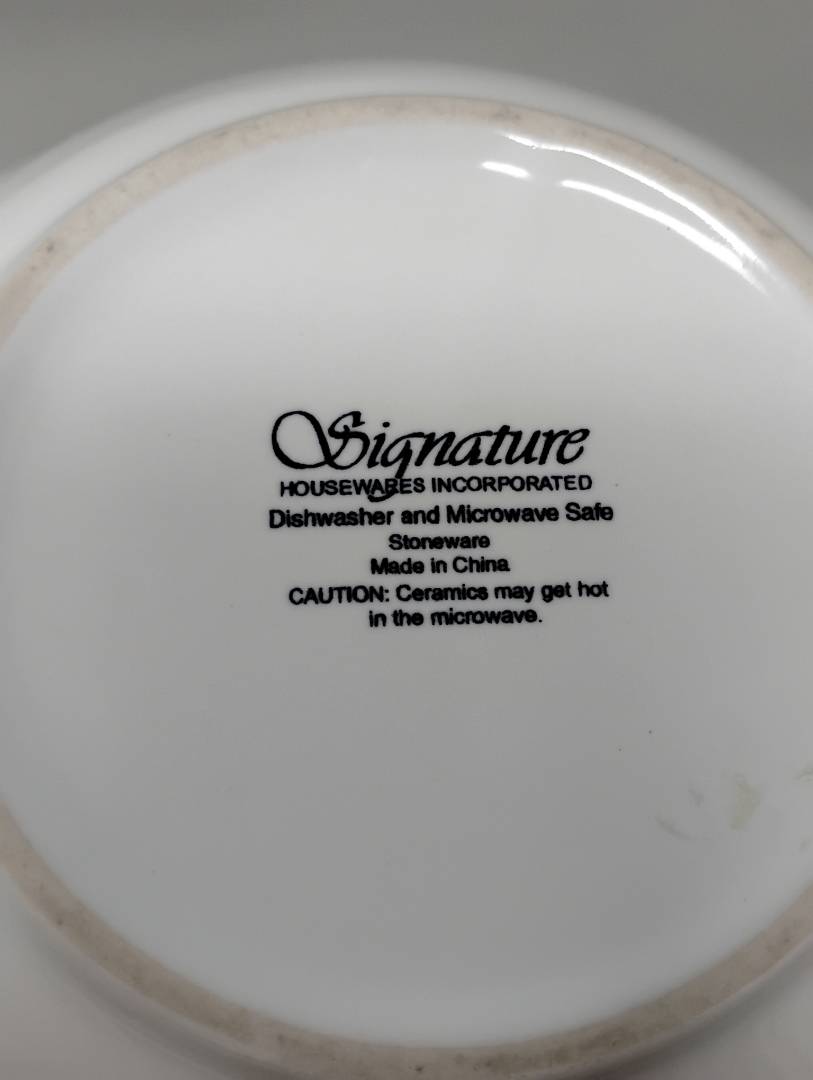 Signature
HOUSEWARES INCORPORATED
Dishwasher and Microwave Safe
Stoneware
Made in China
CAUTION: Ceramics may get hot
in the microwave.